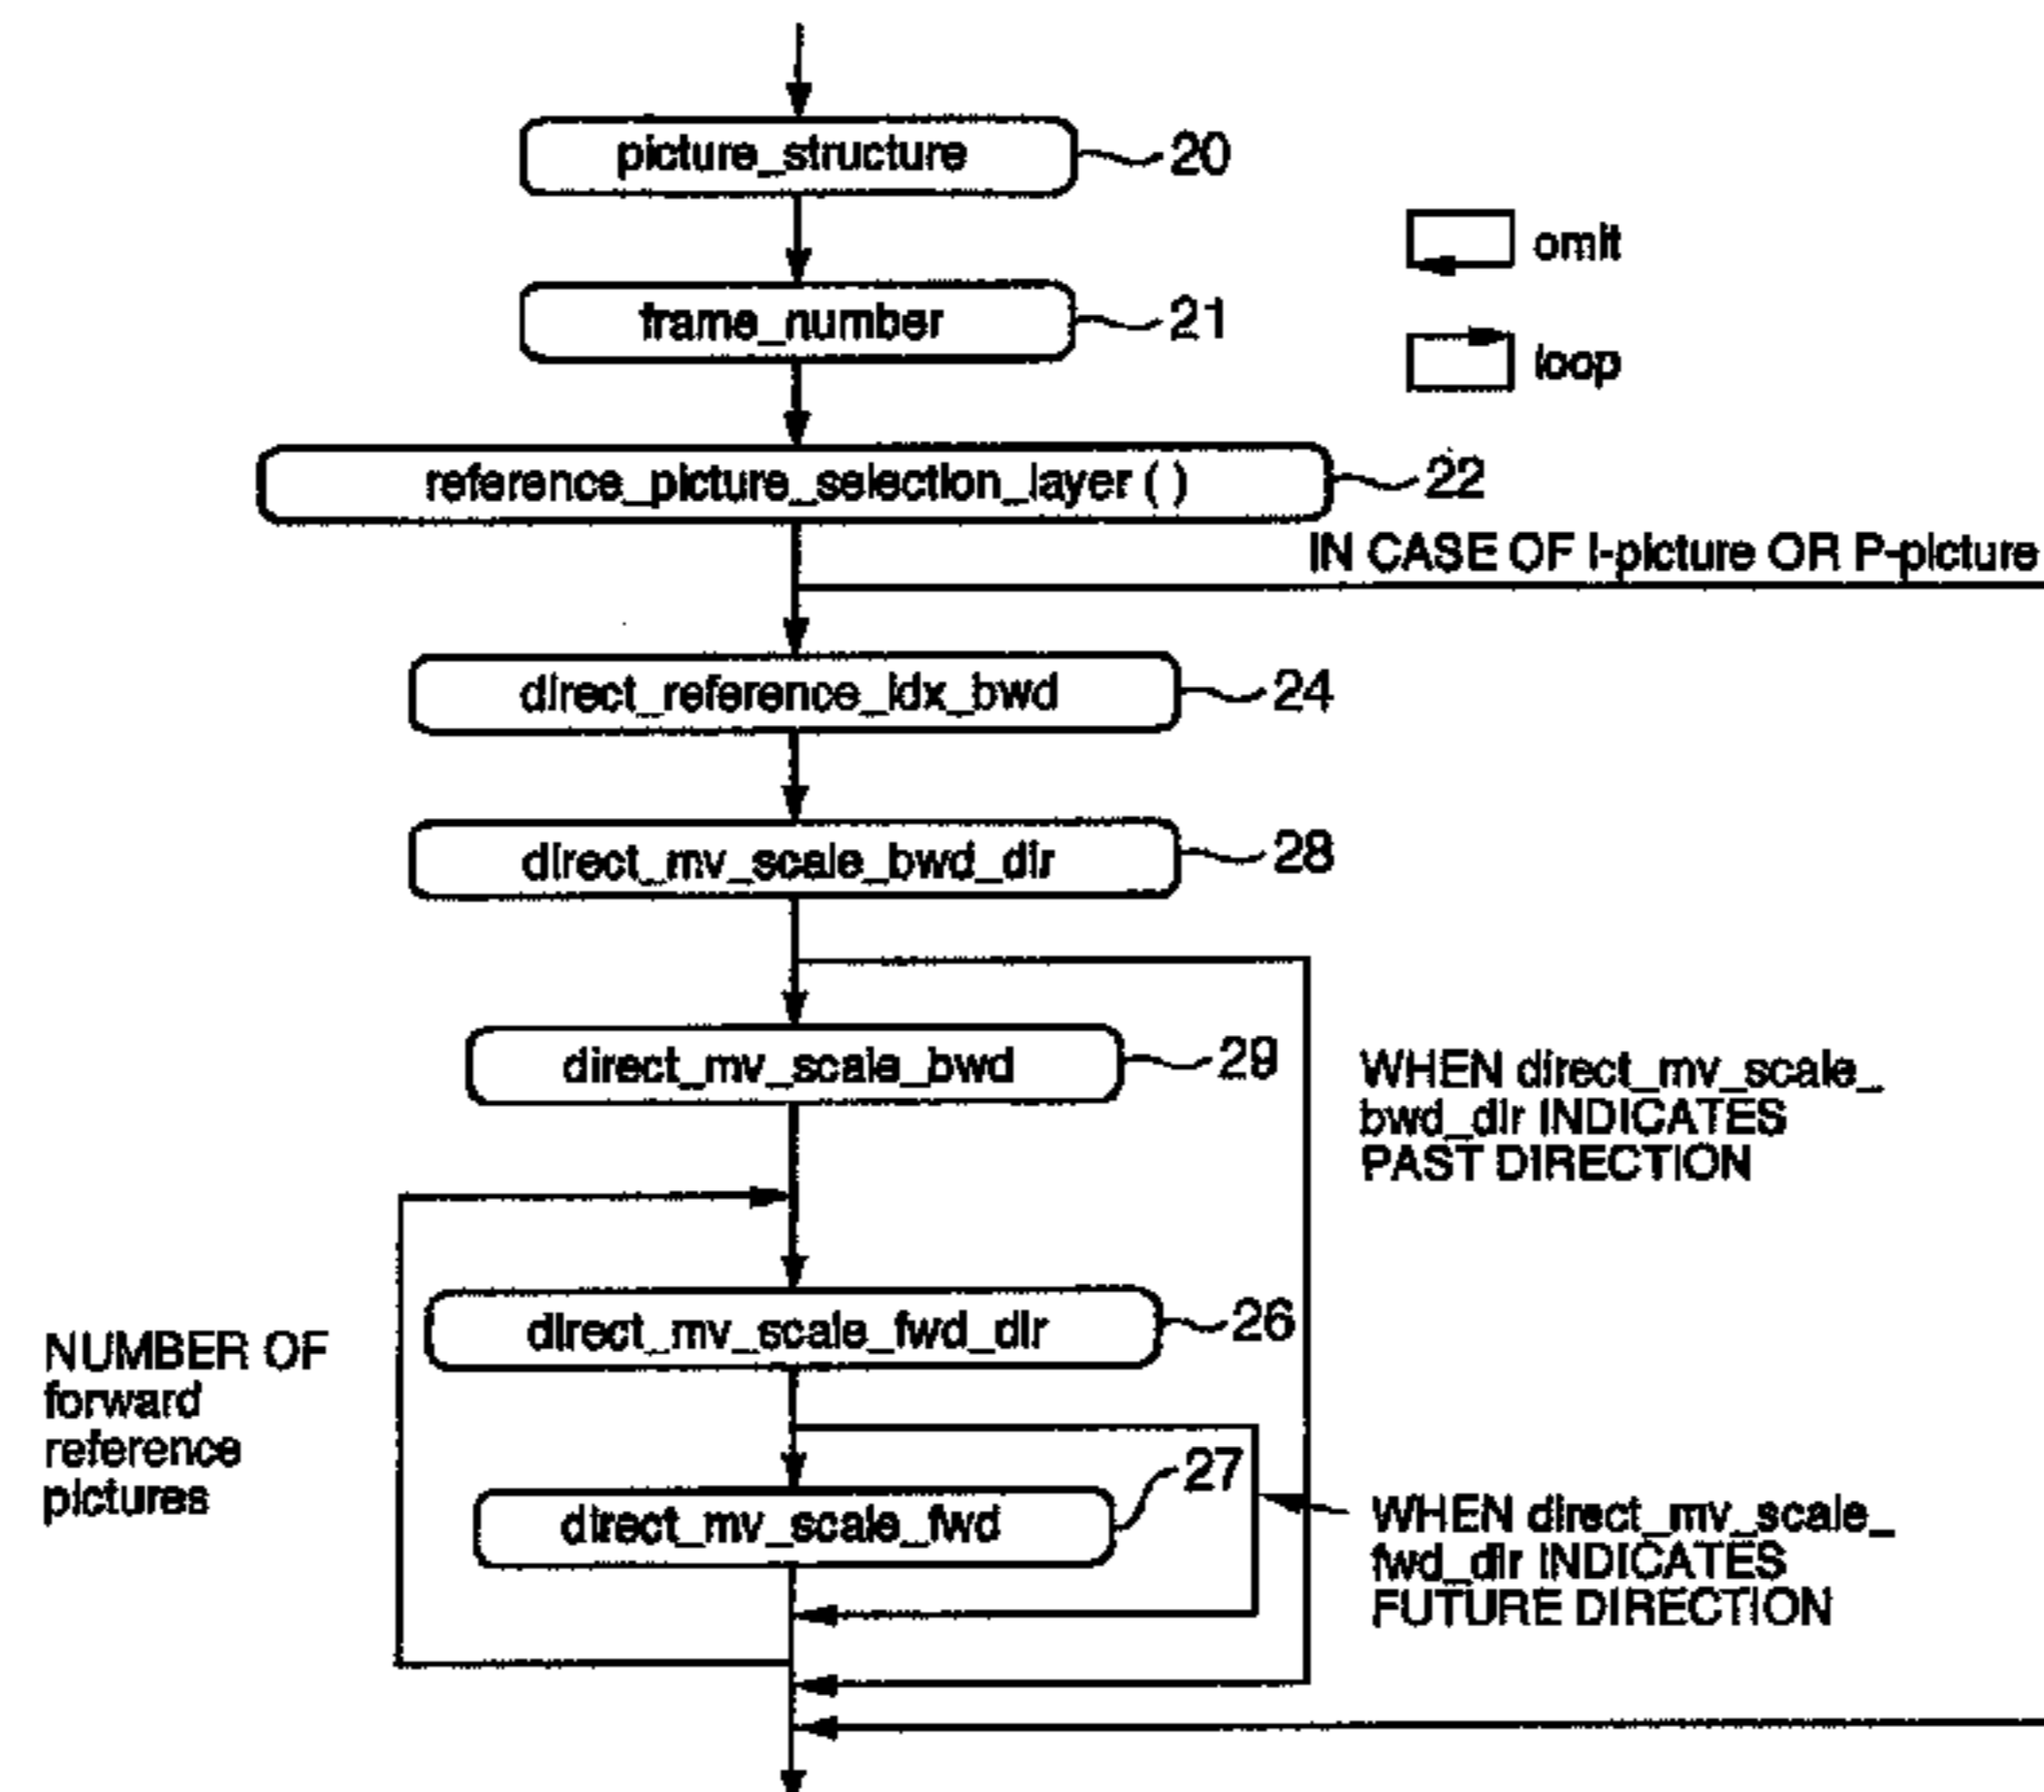 picture_structure
20
frame_number
21
omit
loop
reference_picture_selection_layer ( )
22
IN CASE OF I-picture OR P-picture
direct_reference_idx_bwd
24
direct_mv_scale_bwd_dir
28
direct_mv_scale_bwd
29
WHEN direct_mv_scale_
bwd_dir INDICATES
PAST DIRECTION
direct_mv_scale_fwd_dir
26
NUMBER OF
forward
reference
pictures
direct_mv_scale_fwd
27
WHEN direct_mv_scale_
fwd_dir INDICATES
FUTURE DIRECTION